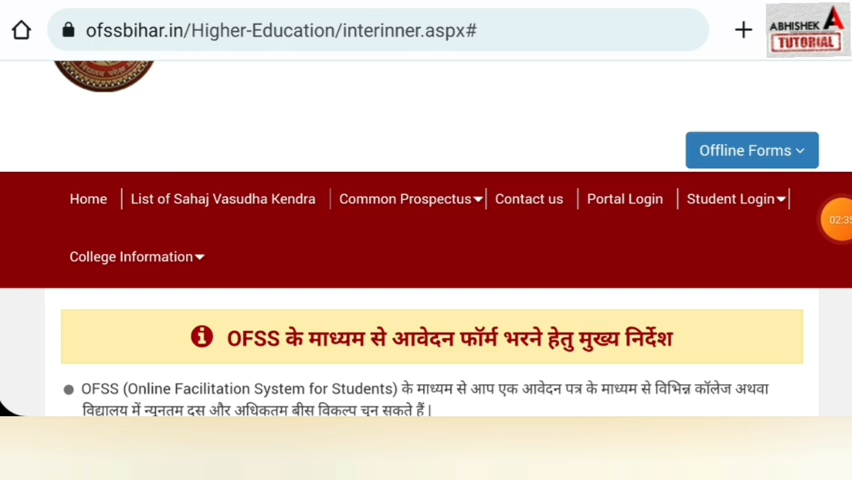 ofssbihar.in/Higher-Education/interinner.aspx#
ABHISHEK A
TUTORIAL
Offline Forms
Home List of Sahaj Vasudha Kendra Common Prospectus Contact us Portal Login Student Login
02:35
College Information
OFSS के माध्यम से आवेदन फॉर्म भरने हेतु मुख्य निर्देश
OFSS (Online Facilitation System for Students) के माध्यम से आप एक आवेदन पत्र के माध्यम से विभिन्न कॉलेज अथवा
विद्यालय में न्यूनतम दस और अधिकतम बीस विकल्प चुन सकते हैं |